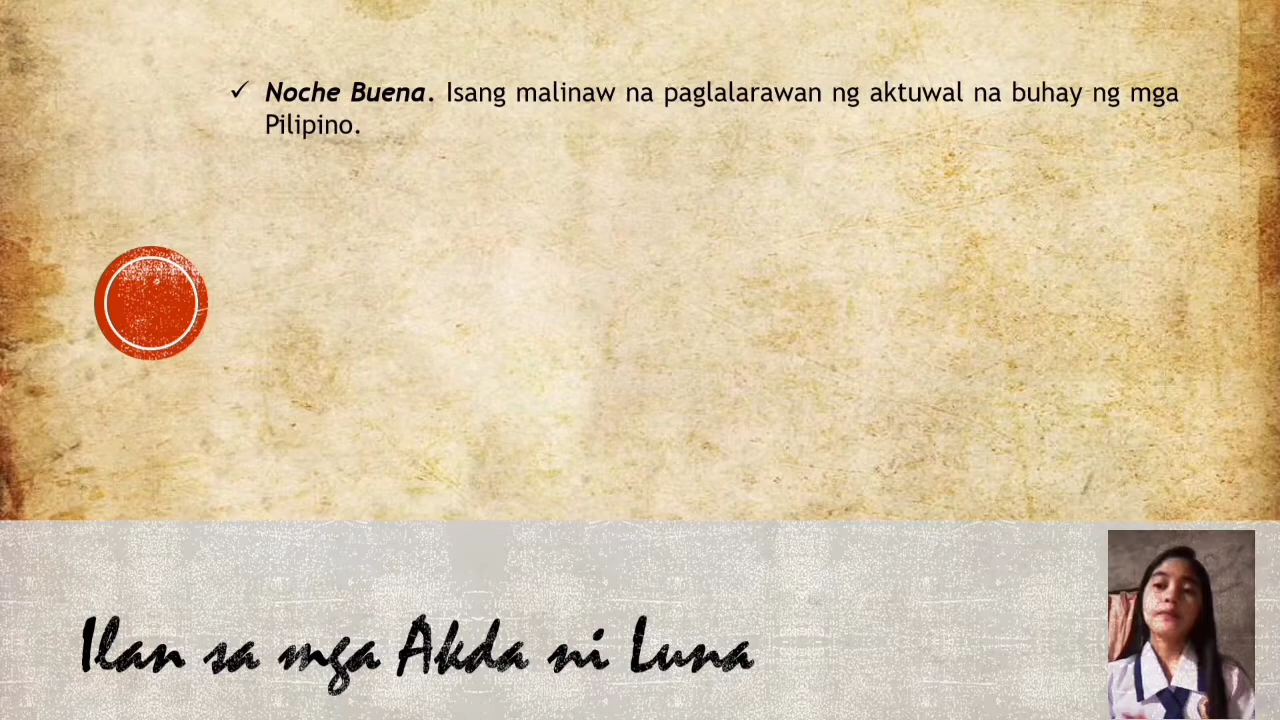 ✓ Noche Buena. Isang malinaw na paglalarawan ng aktuwal na buhay ng mga
Pilipino.
Ilan sa mga Akda ni Luna